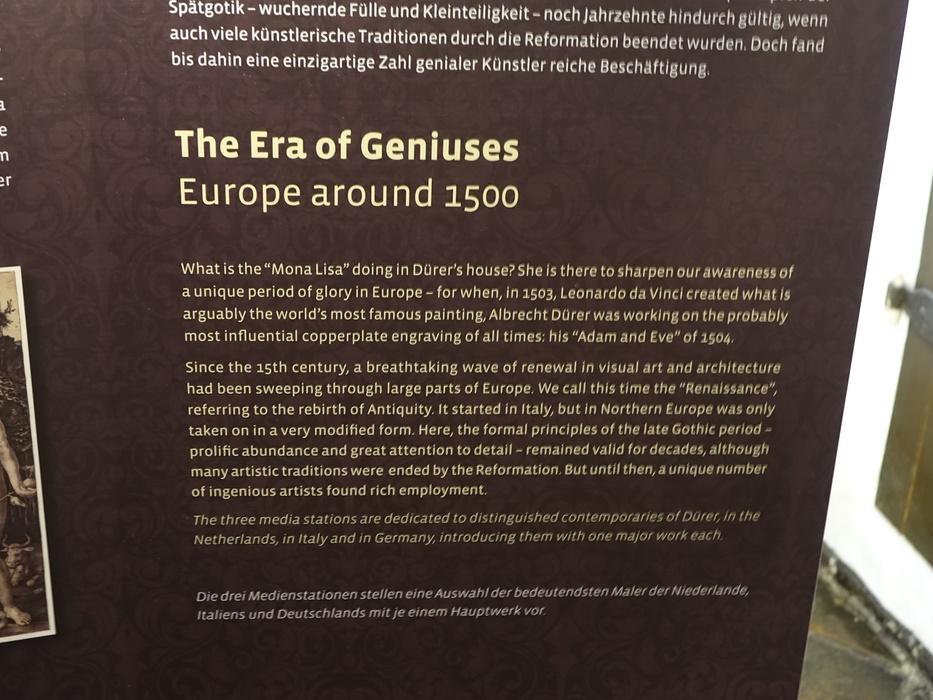 Spätgotik – wuchernde Fülle und Kleinteiligkeit – noch Jahrzehnte hindurch gültig, wenn
auch viele künstlerische Traditionen durch die Reformation beendet wurden. Doch fand
bis dahin eine einzigartige Zahl genialer Künstler reiche Beschäftigung.
a
e
m
er
The Era of Geniuses
Europe around 1500
What is the “Mona Lisa” doing in Dürer’s house? She is there to sharpen our awareness of
a unique period of glory in Europe – for when, in 1503, Leonardo da Vinci created what is
arguably the world’s most famous painting, Albrecht Dürer was working on the probably
most influential copperplate engraving of all times: his “Adam and Eve” of 1504.
Since the 15th century, a breathtaking wave of renewal in visual art and architecture
had been sweeping through large parts of Europe. We call this time the “Renaissance”,
referring to the rebirth of Antiquity. It started in Italy, but in Northern Europe was only
taken on in a very modified form. Here, the formal principles of the late Gothic period –
prolific abundance and great attention to detail – remained valid for decades, although
many artistic traditions were ended by the Reformation. But until then, a unique number
of ingenious artists found rich employment.
The three media stations are dedicated to distinguished contemporaries of Dürer, in the
Netherlands, in Italy and in Germany, introducing them with one major work each.
Die drei Medienstationen stellen eine Auswahl der bedeutendsten Maler der Niederlande,
Italiens und Deutschlands mit je einem Hauptwerk vor.